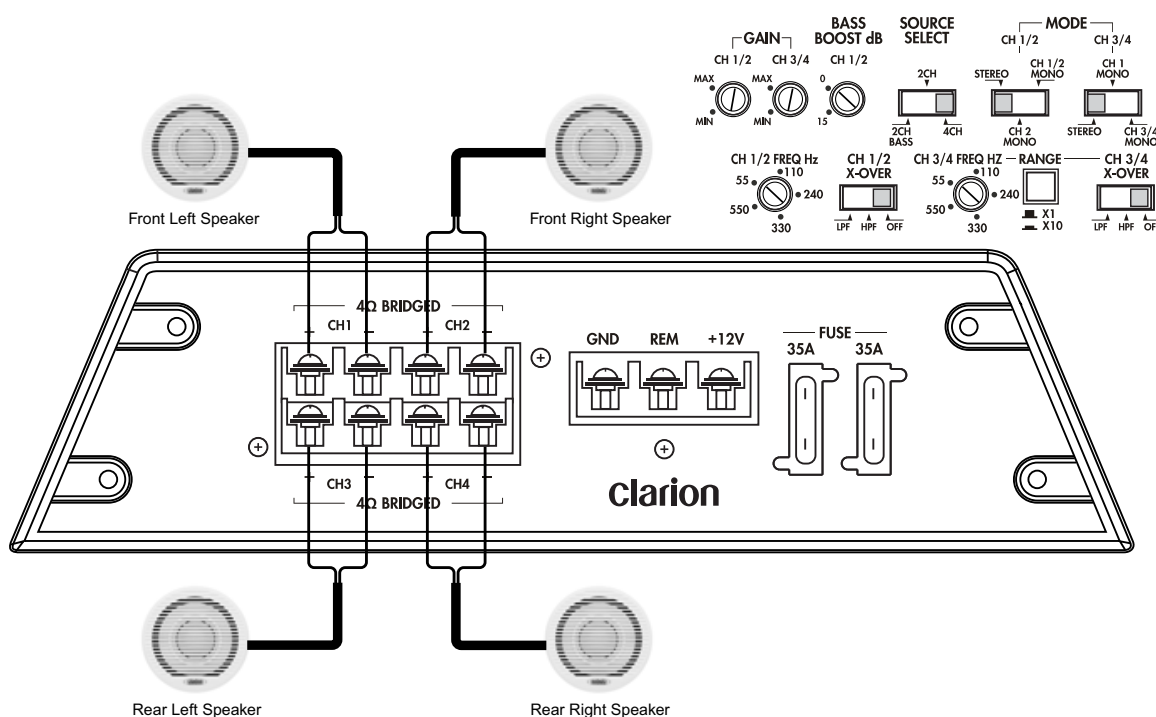 GAIN
CH 1/2 CH 3/4
MAX MAX
MIN MIN
BASS
BOOST dB
CH 1/2
0
15
SOURCE
SELECT
2CH
2CH
BASS
4CH
MODE
CH 1/2 CH 3/4
STEREO
CH 1/2
MONO
CH 2
MONO
CH 1
MONO
STEREO
CH 3/4
MONO
CH 1/2 FREQ Hz
110
55
240
550
330
CH 1/2
X-OVER
LPF HPF OFF
CH 3/4 FREQ HZ
110
55
240
550
330
RANGE
X1
X10
CH 3/4
X-OVER
LPF HPF OF
Front Left Speaker
Front Right Speaker
4Ω BRIDGED
CH1 CH2
GND REM +12V
FUSE
35A 35A
CH3 CH4
4Ω BRIDGED
clarion
Rear Left Speaker
Rear Right Speaker